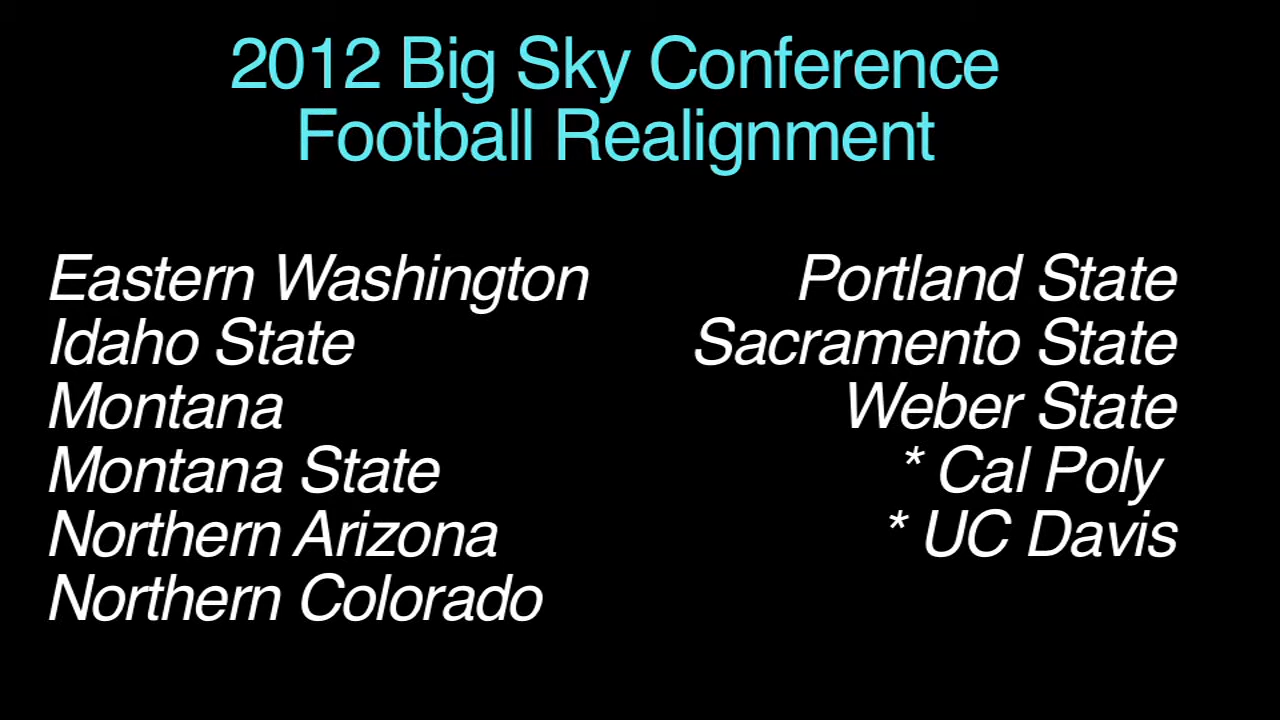 2012 Big Sky Conference
Football Realignment
Eastern Washington
Idaho State
Montana
Montana State
Northern Arizona
Northern Colorado
Portland State
Sacramento State
Weber State
* Cal Poly
* UC Davis